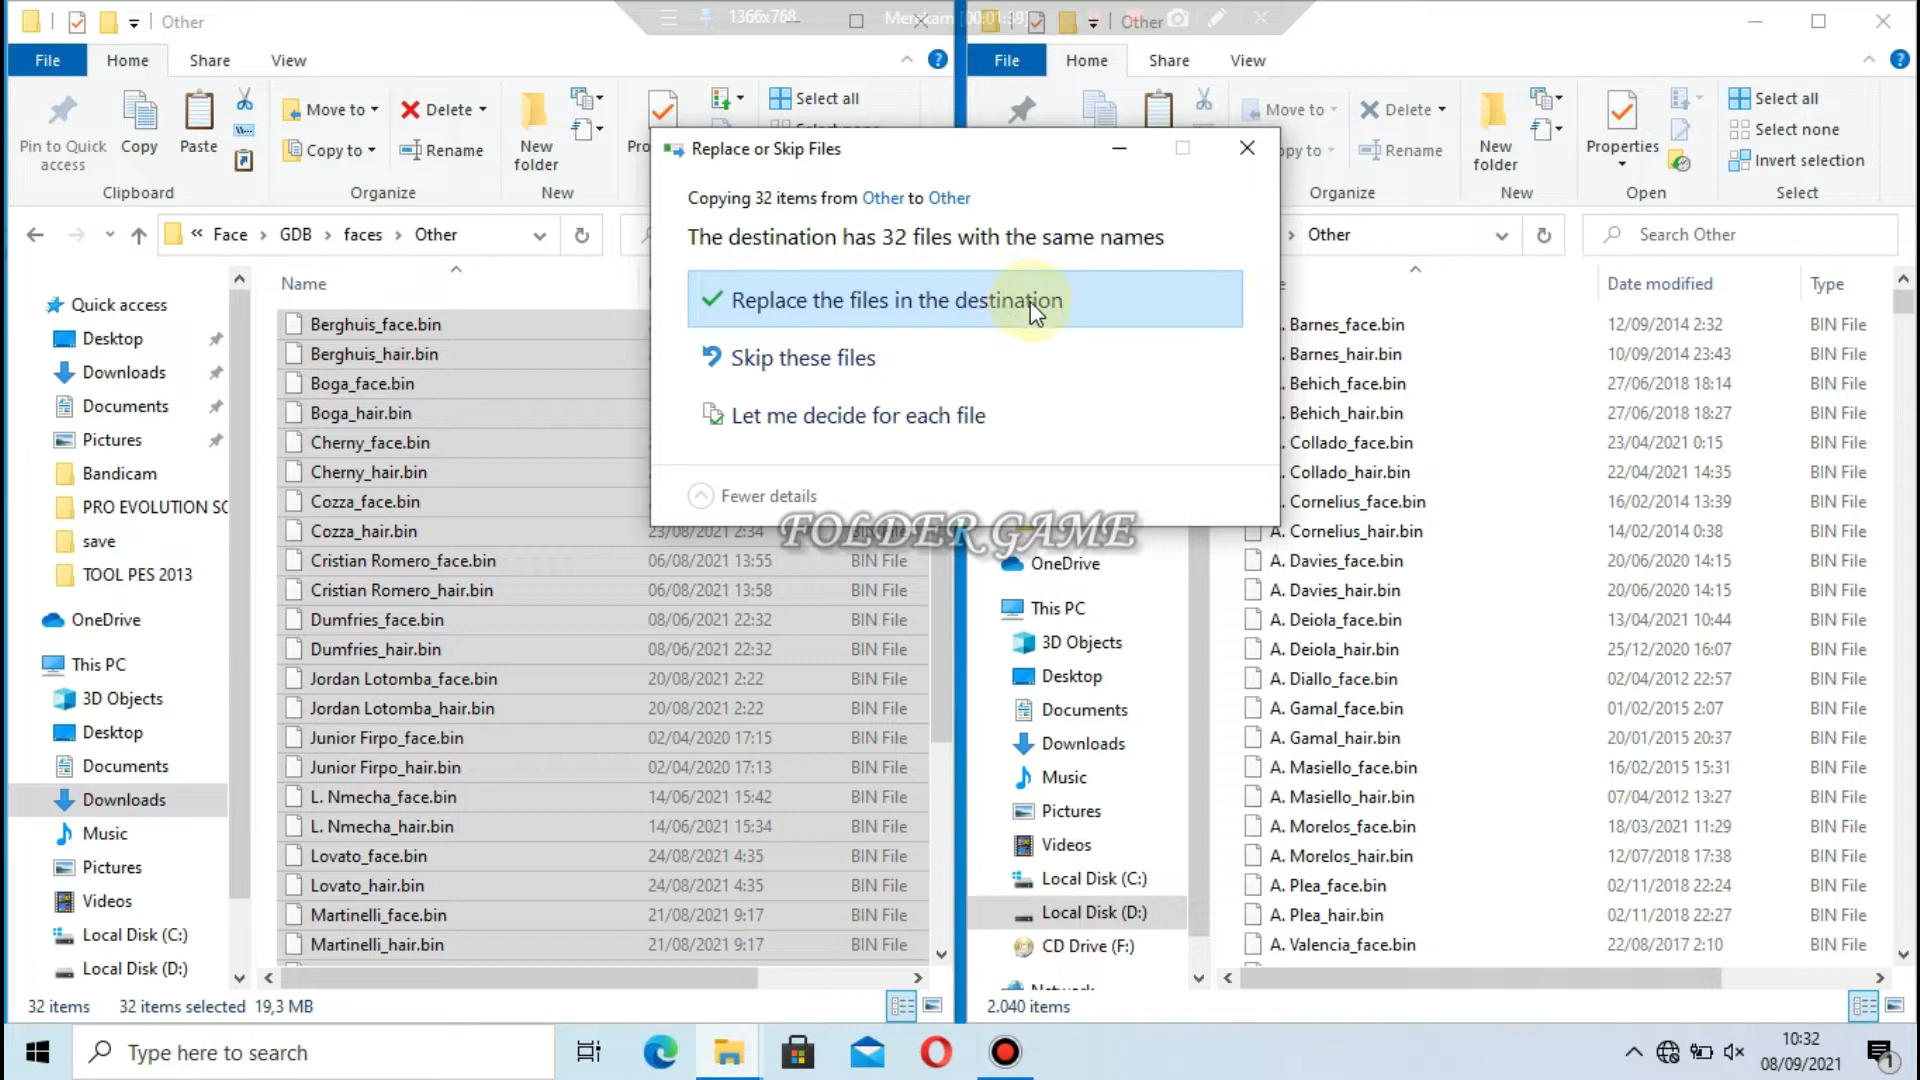 Other
File
Home
Share
View
Pin to Quick
access
Copy
Paste
Clipboard
Move to
Copy to
Delete
Rename
Organize
New
folder
New
Select all
Face
GDB
faces
Other
Name
Quick access
Desktop
Downloads
Documents
Pictures
Bandicam
PRO EVOLUTION SC
save
TOOL PES 2013
OneDrive
This PC
3D Objects
Desktop
Documents
Downloads
Music
Pictures
Videos
Local Disk (C:)
Local Disk (D:)
Berghuis_face.bin
Berghuis_hair.bin
Boga_face.bin
Boga_hair.bin
Cherny_face.bin
Cherny_hair.bin
Cozza_face.bin
Cozza_hair.bin 23/08/2021 2:34
Cristian Romero_face.bin 06/08/2021 13:55 BIN File
Cristian Romero_hair.bin 06/08/2021 13:58 BIN File
Dumfries_face.bin 08/06/2021 22:32 BIN File
Dumfries_hair.bin 08/06/2021 22:32 BIN File
Jordan Lotomba_face.bin 20/08/2021 2:22 BIN File
Jordan Lotomba_hair.bin 20/08/2021 2:22 BIN File
Junior Firpo_face.bin 02/04/2020 17:15 BIN File
Junior Firpo_hair.bin 02/04/2020 17:13 BIN File
L. Nmecha_face.bin 14/06/2021 15:42 BIN File
L. Nmecha_hair.bin 14/06/2021 15:34 BIN File
Lovato_face.bin 24/08/2021 4:35 BIN File
Lovato_hair.bin 24/08/2021 4:35 BIN File
Martinelli_face.bin 21/08/2021 9:17 BIN File
Martinelli_hair.bin 21/08/2021 9:17 BIN File
32 items 32 items selected 19,3 MB
1366x768
Replace or Skip Files
Copying 32 items from Other to Other
The destination has 32 files with the same names
Replace the files in the destination
Skip these files
Let me decide for each file
Fewer details
FOLDER GAME
Other
File
Home
Share
View
Move to
Delete
Rename
Organize
New
folder
New
Properties
Open
Select all
Select none
Invert selection
Select
Other
Search Other
Date modified Type
OneDrive
This PC
3D Objects
Desktop
Documents
Downloads
Music
Pictures
Videos
Local Disk (C:)
Local Disk (D:)
CD Drive (F:)
. Barnes_face.bin 12/09/2014 2:32 BIN File
. Barnes_hair.bin 10/09/2014 23:43 BIN File
. Behich_face.bin 27/06/2018 18:14 BIN File
. Behich_hair.bin 27/06/2018 18:27 BIN File
. Collado_face.bin 23/04/2021 0:15 BIN File
. Collado_hair.bin 22/04/2021 14:35 BIN File
. Cornelius_face.bin 16/02/2014 13:39 BIN File
A. Cornelius_hair.bin 14/02/2014 0:38 BIN File
A. Davies_face.bin 20/06/2020 14:15 BIN File
A. Davies_hair.bin 20/06/2020 14:15 BIN File
A. Deiola_face.bin 13/04/2021 10:44 BIN File
A. Deiola_hair.bin 25/12/2020 16:07 BIN File
A. Diallo_face.bin 02/04/2012 22:57 BIN File
A. Gamal_face.bin 01/02/2015 2:07 BIN File
A. Gamal_hair.bin 20/01/2015 20:37 BIN File
A. Masiello_face.bin 16/02/2015 15:31 BIN File
A. Masiello_hair.bin 07/04/2012 13:27 BIN File
A. Morelos_face.bin 18/03/2021 11:29 BIN File
A. Morelos_hair.bin 12/07/2018 17:38 BIN File
A. Plea_face.bin 02/11/2018 22:24 BIN File
A. Plea_hair.bin 02/11/2018 22:27 BIN File
A. Valencia_face.bin 22/08/2017 2:10 BIN File
2.040 items
Type here to search
10:32
08/09/2021
1